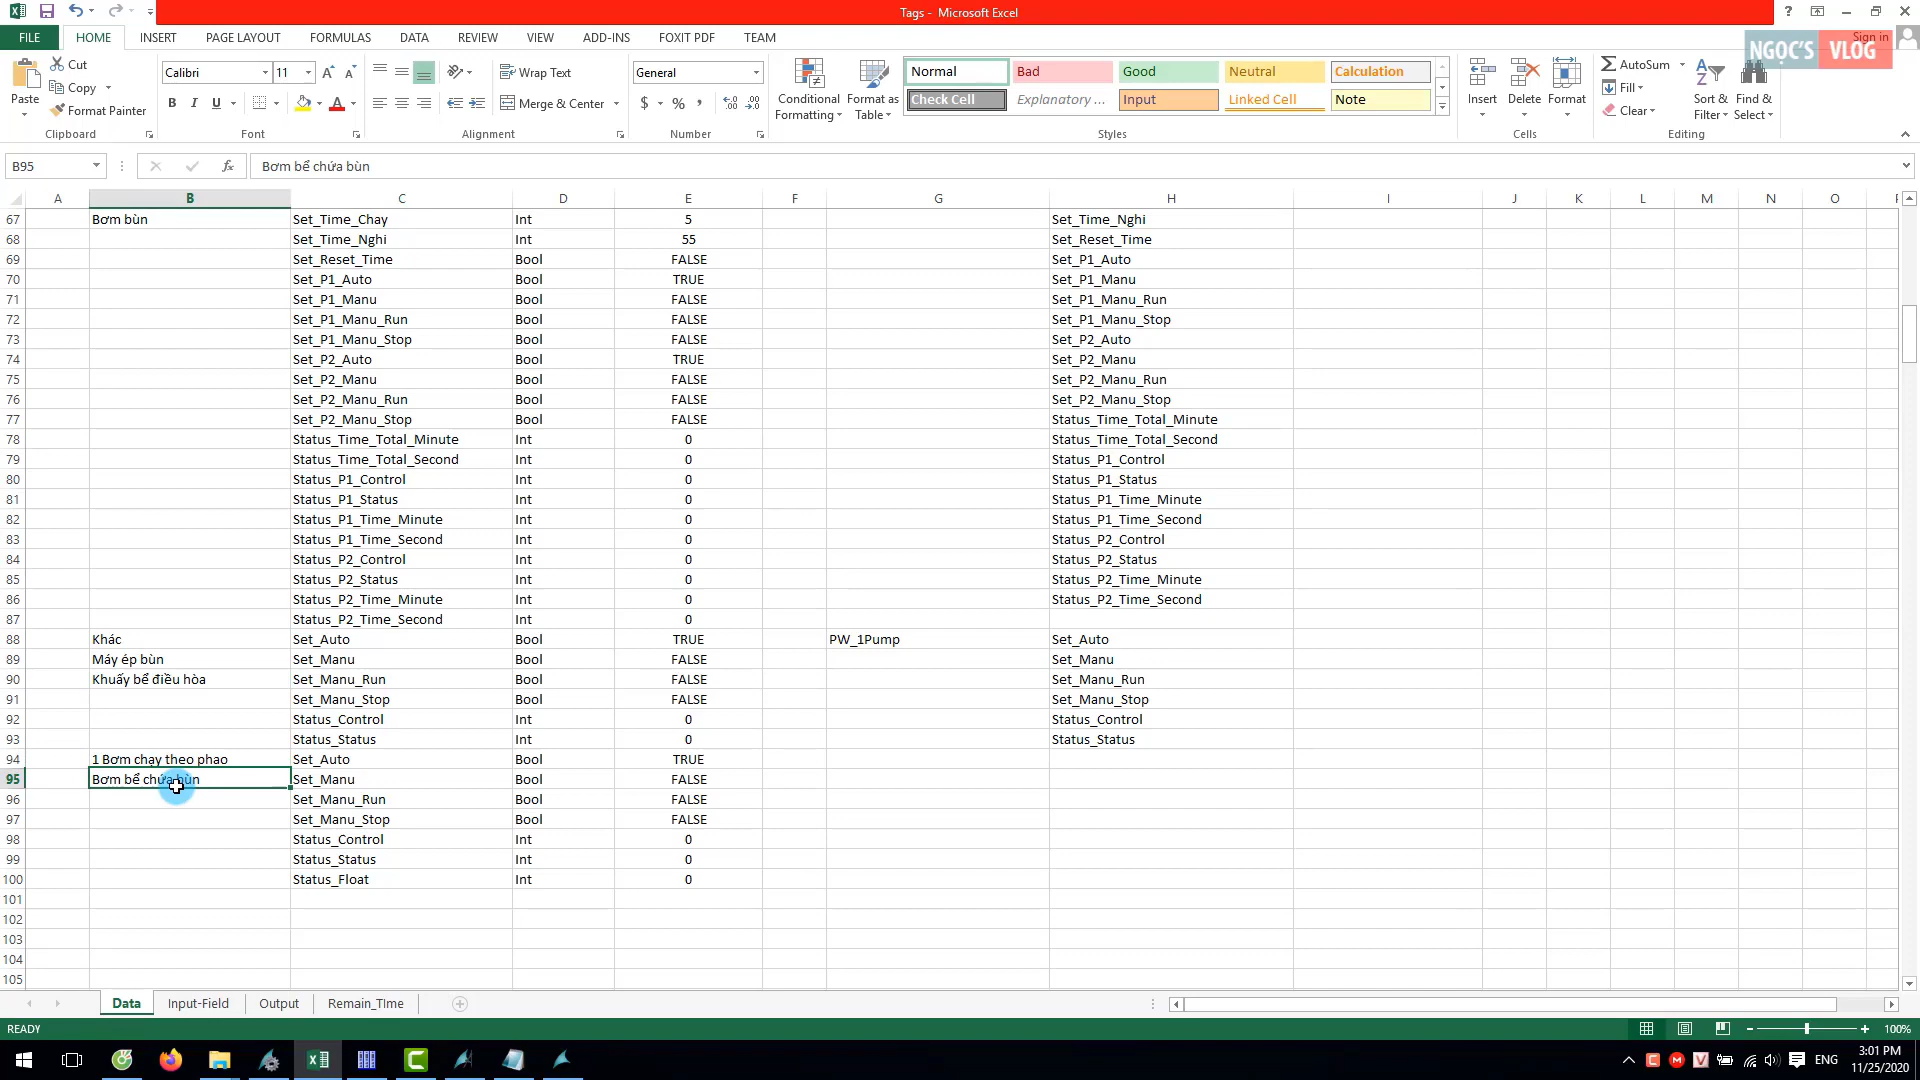 Tags - Microsoft Excel
FILE HOME INSERT PAGE LAYOUT FORMULAS DATA REVIEW VIEW ADD-INS FOXIT PDF TEAM Sign in
NGỌC'S VLOG
Paste Cut Copy Format Painter Clipboard
Calibri 11 B I U Font
Wrap Text Merge & Center Alignment
General $ % Number
Conditional Formatting Format as Table
Normal Bad Good Neutral Calculation
Check Cell Explanatory ... Input Linked Cell Note
Styles
Insert Delete Format Cells
AutoSum Fill Clear Sort & Filter Find & Select Editing
B95 fx Bơm bể chứa bùn
A B C D E F G H I J K L M N O
67 Bơm bùn Set_Time_Chay Int 5 Set_Time_Nghi
68 Set_Time_Nghi Int 55 Set_Reset_Time
69 Set_Reset_Time Bool FALSE Set_P1_Auto
70 Set_P1_Auto Bool TRUE Set_P1_Manu
71 Set_P1_Manu Bool FALSE Set_P1_Manu_Run
72 Set_P1_Manu_Run Bool FALSE Set_P1_Manu_Stop
73 Set_P1_Manu_Stop Bool FALSE Set_P2_Auto
74 Set_P2_Auto Bool TRUE Set_P2_Manu
75 Set_P2_Manu Bool FALSE Set_P2_Manu_Run
76 Set_P2_Manu_Run Bool FALSE Set_P2_Manu_Stop
77 Set_P2_Manu_Stop Bool FALSE Status_Time_Total_Minute
78 Status_Time_Total_Minute Int 0 Status_Time_Total_Second
79 Status_Time_Total_Second Int 0 Status_P1_Control
80 Status_P1_Control Int 0 Status_P1_Status
81 Status_P1_Status Int 0 Status_P1_Time_Minute
82 Status_P1_Time_Minute Int 0 Status_P1_Time_Second
83 Status_P1_Time_Second Int 0 Status_P2_Control
84 Status_P2_Control Int 0 Status_P2_Status
85 Status_P2_Status Int 0 Status_P2_Time_Minute
86 Status_P2_Time_Minute Int 0 Status_P2_Time_Second
87 Status_P2_Time_Second Int 0
88 Khác Set_Auto Bool TRUE PW_1Pump Set_Auto
89 Máy ép bùn Set_Manu Bool FALSE Set_Manu
90 Khuấy bể điều hòa Set_Manu_Run Bool FALSE Set_Manu_Run
91 Set_Manu_Stop Bool FALSE Set_Manu_Stop
92 Status_Control Int 0 Status_Control
93 Status_Status Int 0 Status_Status
94 1 Bơm chạy theo phao Set_Auto Bool TRUE
95 Bơm bể chứa bùn Set_Manu Bool FALSE
96 Set_Manu_Run Bool FALSE
97 Set_Manu_Stop Bool FALSE
98 Status_Control Int 0
99 Status_Status Int 0
100 Status_Float Int 0
101
102
103
104
105
Data Input-Field Output Remain_TIme
READY 100%
ENG 3:01 PM
11/25/2020